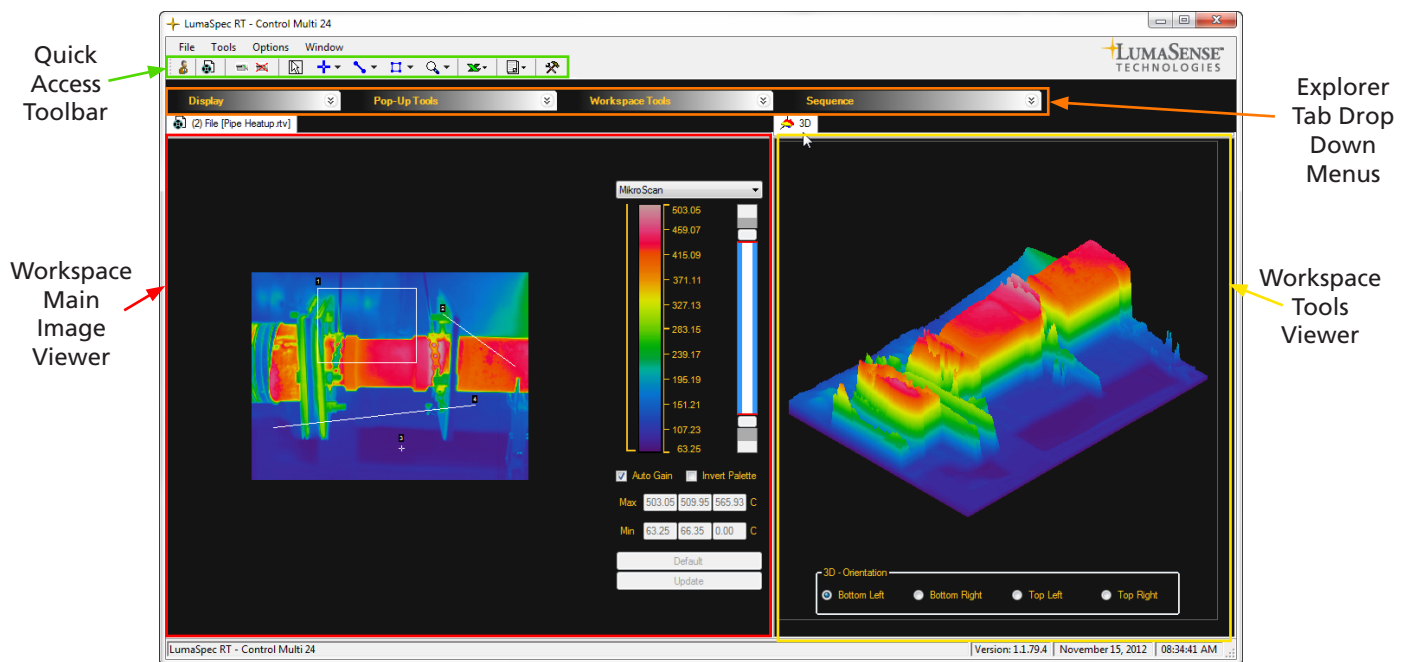 LumaSpec RT - Control Multi 24
File Tools Options Window
LUMASENSE
TECHNOLOGIES
Quick
Access
Toolbar
Display Pop-Up Tools Workspace Tools Sequence
Explorer
Tab Drop
Down
Menus
(2) File [Pipe Heatup.rtv]
3D
MikroScan
503.05
459.07
415.09
371.11
327.13
283.15
239.17
195.19
151.21
107.23
63.25
1
2
3
4
Workspace
Main
Image
Viewer
Workspace
Tools
Viewer
Auto Gain Invert Palette
Max 503.05 509.95 565.93 C
Min 63.25 66.35 0.00 C
Default
Update
3D - Orientation
Bottom Left Bottom Right Top Left Top Right
LumaSpec RT - Control Multi 24 Version: 1.1.79.4 November 15, 2012 08:34:41 AM